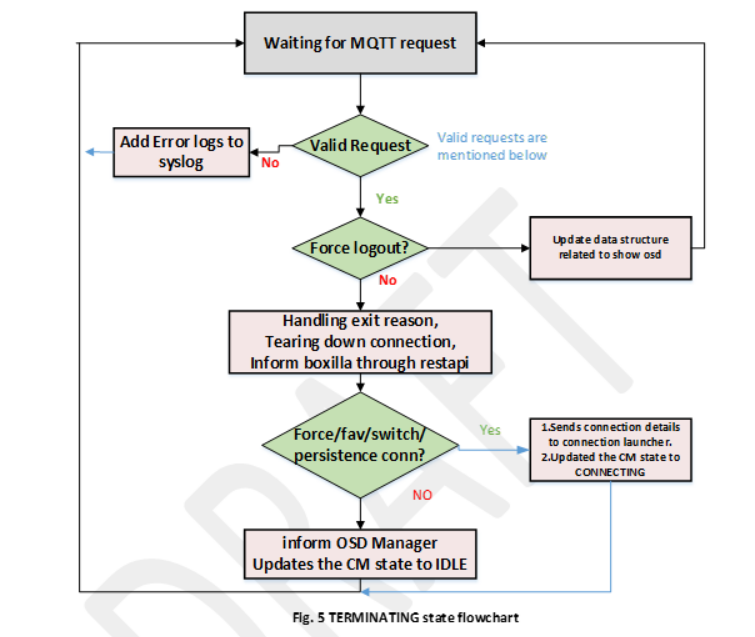 Waiting for MQTT request
Add Error logs to
syslog
No
Valid Request
Valid requests are
mentioned below
Yes
Force logout?
Update data structure
related to show osd
No
Handling exit reason,
Tearing down connection,
Inform boxilla through restapi
Force/fav/switch/
persistence conn?
Yes
1.Sends connection details
to connection launcher.
2.Updated the CM state to
CONNECTING
NO
inform OSD Manager
Updates the CM state to IDLE
Fig. 5 TERMINATING state flowchart
DRAFT